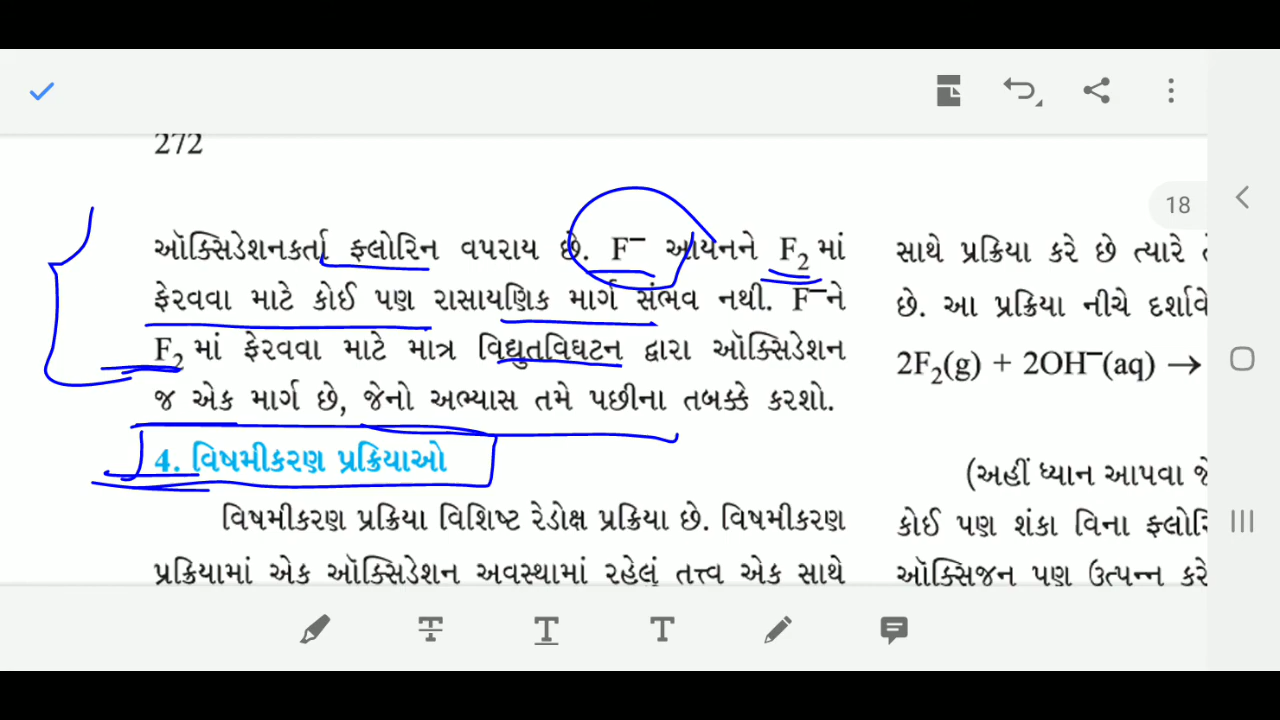 272
18
ઑક્સિડેશનકર્તા ફ્લોરિન વપરાય છે. F⁻ આયનને F₂ માં
ફેરવવા માટે કોઈ પણ રાસાયણિક માર્ગ સંભવ નથી. F⁻ને
F₂ માં ફેરવવા માટે માત્ર વિદ્યુતવિઘટન દ્વારા ઑક્સિડેશન
જ એક માર્ગ છે, જેનો અભ્યાસ તમે પછીના તબક્કે કરશો.
4. વિષમીકરણ પ્રક્રિયાઓ
વિષમીકરણ પ્રક્રિયા વિશિષ્ટ રેડોક્ષ પ્રક્રિયા છે. વિષમીકરણ
પ્રક્રિયામાં એક ઑક્સિડેશન અવસ્થામાં રહેલું તત્ત્વ એક સાથે
સાથે પ્રક્રિયા કરે છે ત્યારે
છે. આ પ્રક્રિયા નીચે
2F₂(g) + 2OH⁻(aq) →
(અહીં ધ્યાન આપવા
કોઈ પણ શંકા વિના
ઑક્સિજન પણ ઉત્પન્ન